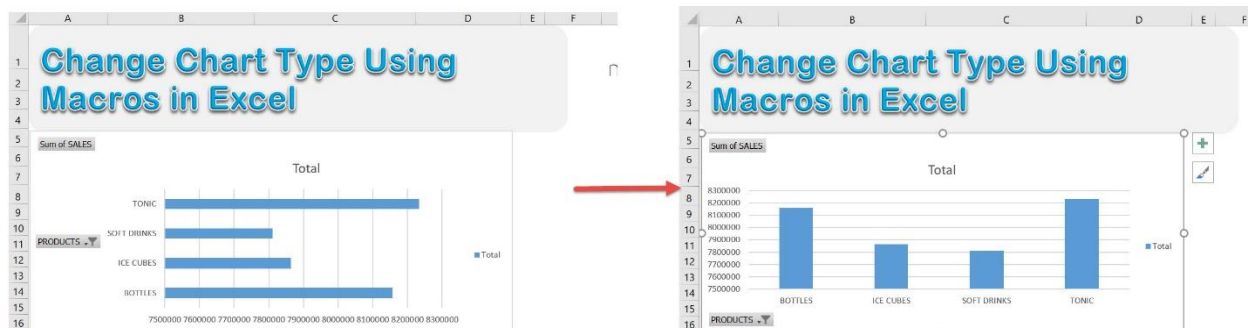 A B C D E F
1
2
3
4
5
6
7
8
9
10
11
12
13
14
15
16
Change Chart Type Using
Macros in Excel
Sum of SALES
Total
TONIC
SOFT DRINKS
PRODUCTS
ICE CUBES
BOTTLES
Total
7500000 7600000 7700000 7800000 7900000 8000000 8100000 8200000 8300000
A B C D E F
1
2
3
4
5
6
7
8
9
10
11
12
13
14
15
16
Change Chart Type Using
Macros in Excel
Sum of SALES
Total
8300000
8200000
8100000
8000000
7900000
7800000
7700000
7600000
7500000
BOTTLES ICE CUBES SOFT DRINKS TONIC
Total
PRODUCTS